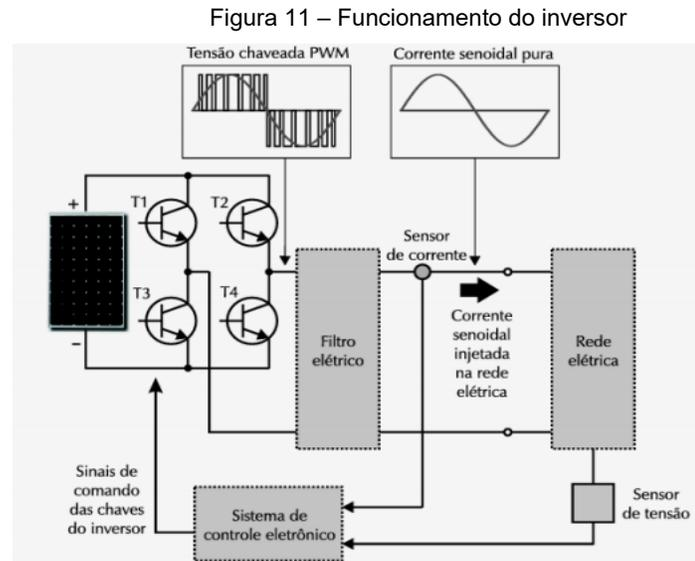 Figura 11 – Funcionamento do inversor
Tensão chaveada PWM
Corrente senoidal pura
+
T1
T2
T3
T4
–
Sensor
de corrente
Filtro
elétrico
Corrente
senoidal
injetada
na rede
elétrica
Rede
elétrica
Sinais de
comando
das chaves
do inversor
Sistema de
controle eletrônico
Sensor
de tensão